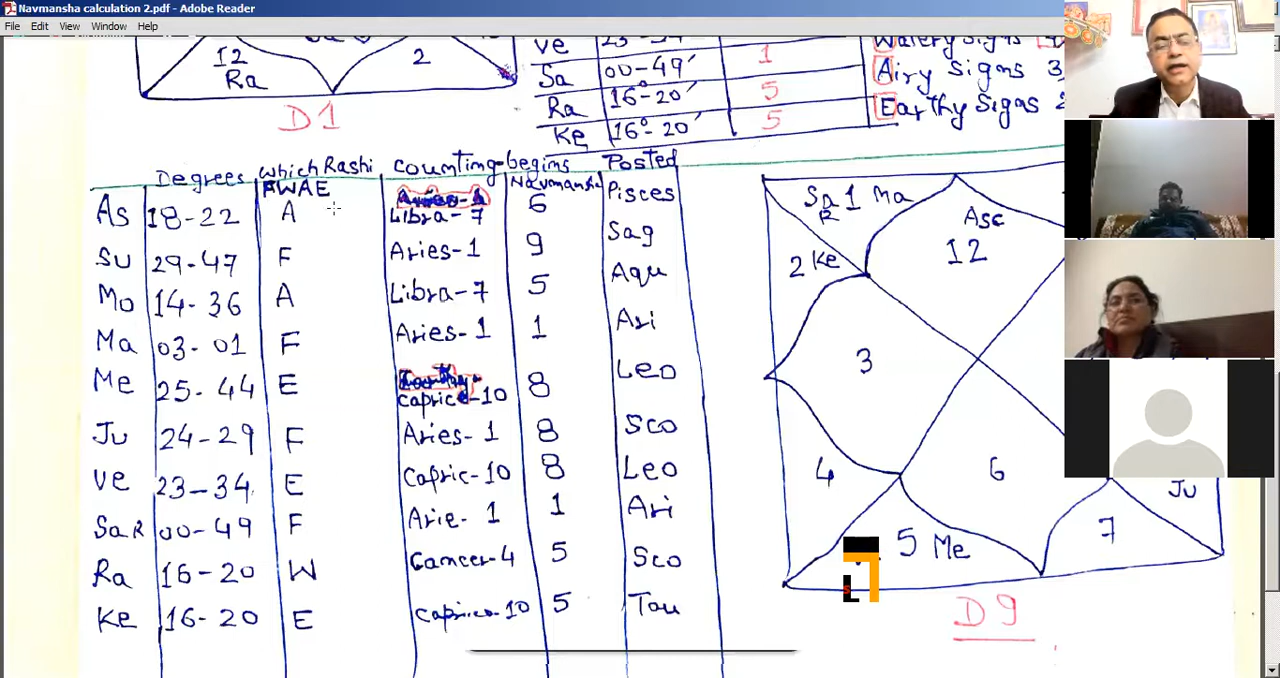 Navmansha calculation 2.pdf - Adobe Reader
File Edit View Window Help
12 2
Ra
D1
Ve 1
Sa 00-49'
Ra 16°-20' 5
Ke 16°-20' 5
Watery signs
Airy signs 3
Earthy signs
Degrees Which Rashi Counting-begins Posted
FWAE Navmansha
As 18-22 A Libra-7 6 Pisces
Su 29-47 F Aries-1 9 Sag
Mo 14-36 A Libra-7 5 Aqu
Ma 03-01 F Aries-1 1 Ari
Me 25-44 E Capric-10 8 Leo
Ju 24-29 F Aries-1 8 Sco
Ve 23-34 E Capric-10 8 Leo
Sa R 00-49 F Arie-1 1 Ari
Ra 16-20 W Cancer-4 5 Sco
Ke 16-20 E Caprico-10 5 Tau
Sa 1 Ma
R
Asc
12
2 Ke
3
4
6
5 Me
7
Ju
D9